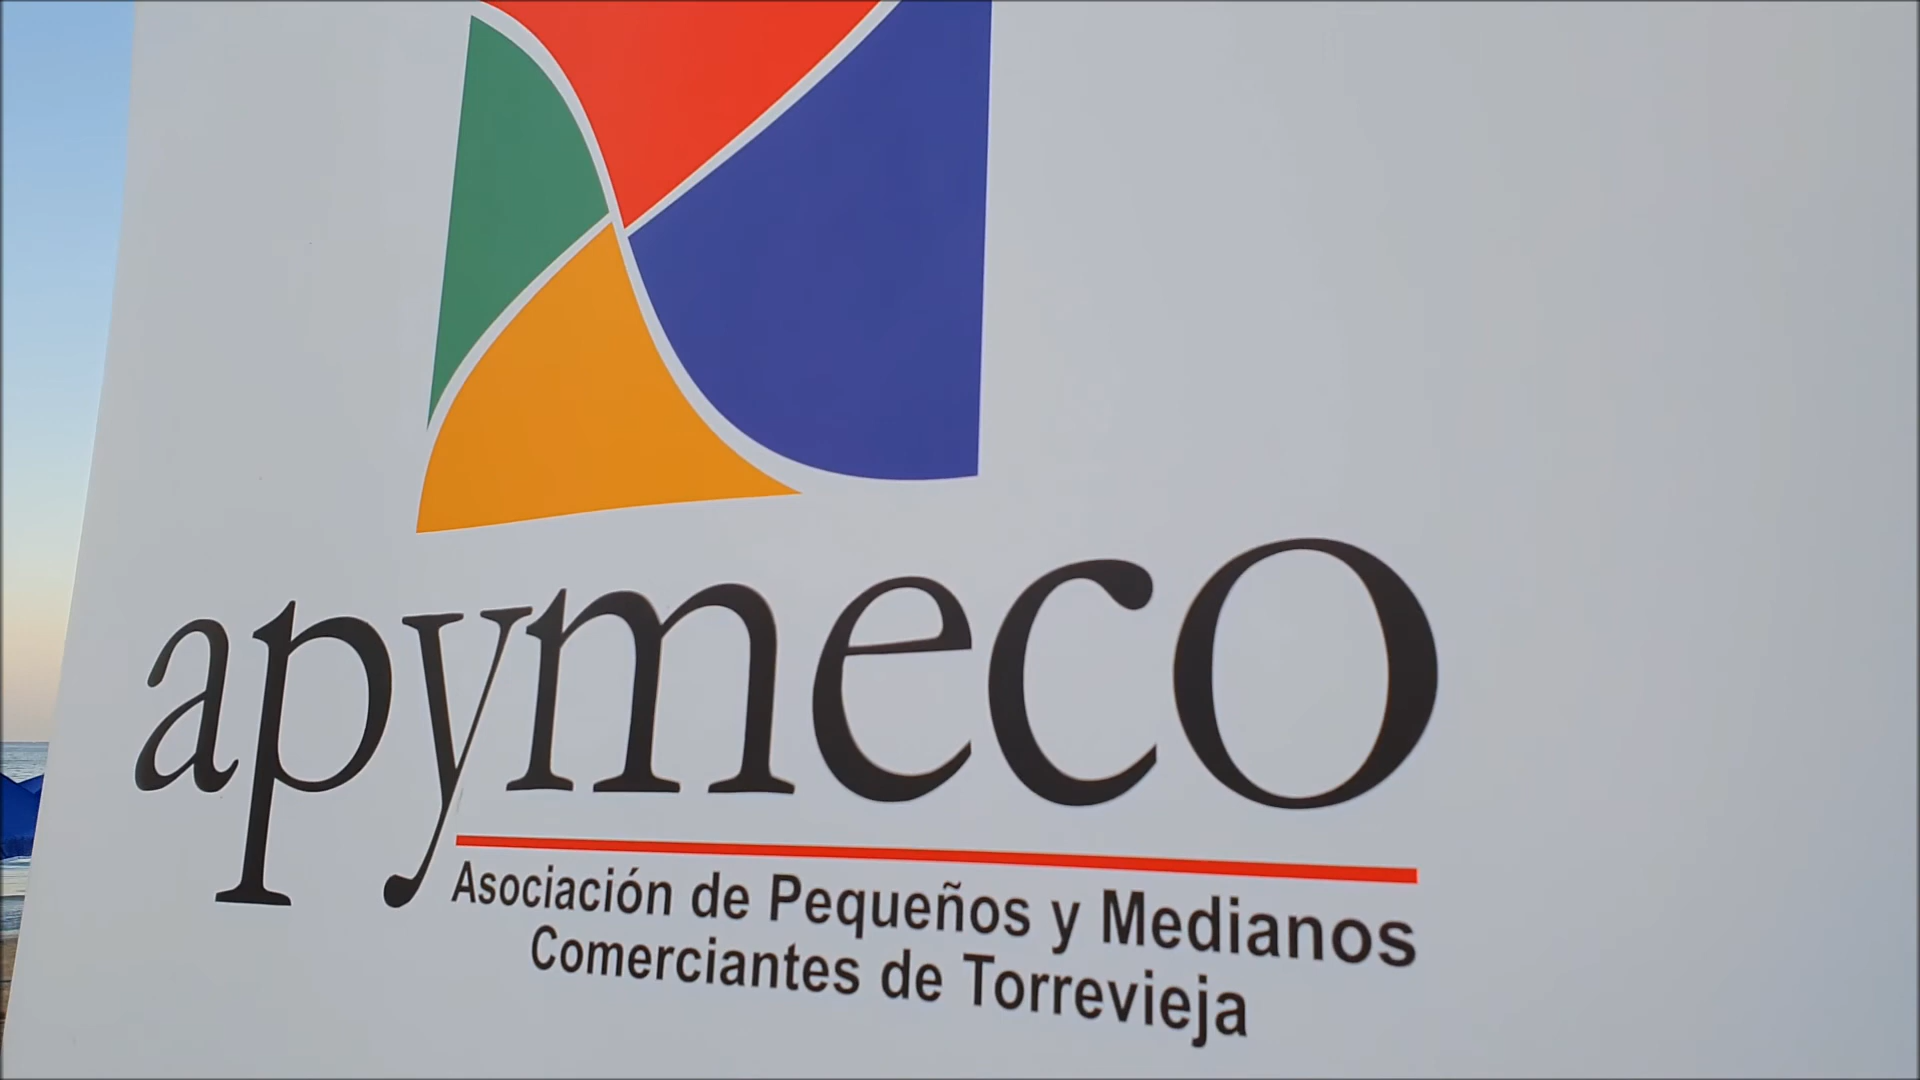 apymeco
Asociación de Pequeños y Medianos
Comerciantes de Torrevieja